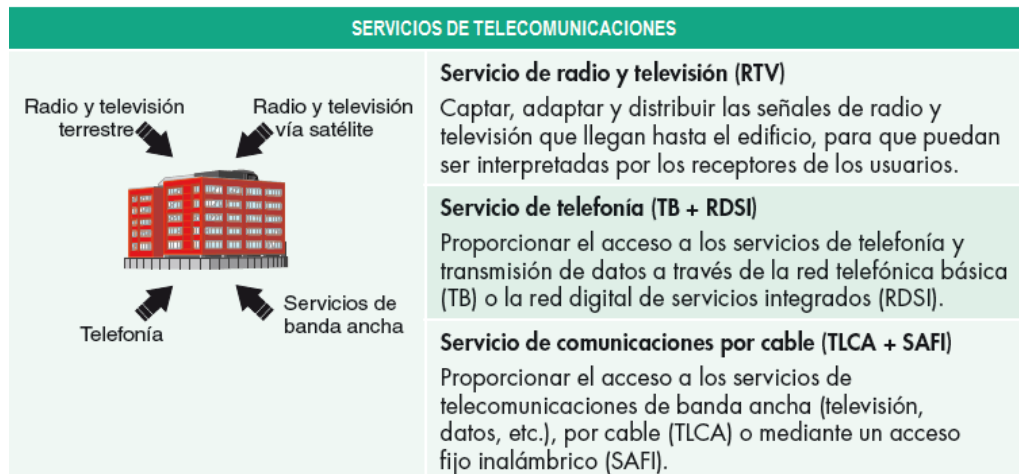 SERVICIOS DE TELECOMUNICACIONES
Radio y televisión
terrestre
Radio y televisión
vía satélite
Telefonía
Servicios de
banda ancha
Servicio de radio y televisión (RTV)
Captar, adaptar y distribuir las señales de radio y
televisión que llegan hasta el edificio, para que puedan
ser interpretadas por los receptores de los usuarios.
Servicio de telefonía (TB + RDSI)
Proporcionar el acceso a los servicios de telefonía y
transmisión de datos a través de la red telefónica básica
(TB) o la red digital de servicios integrados (RDSI).
Servicio de comunicaciones por cable (TLCA + SAFI)
Proporcionar el acceso a los servicios de
telecomunicaciones de banda ancha (televisión,
datos, etc.), por cable (TLCA) o mediante un acceso
fijo inalámbrico (SAFI).